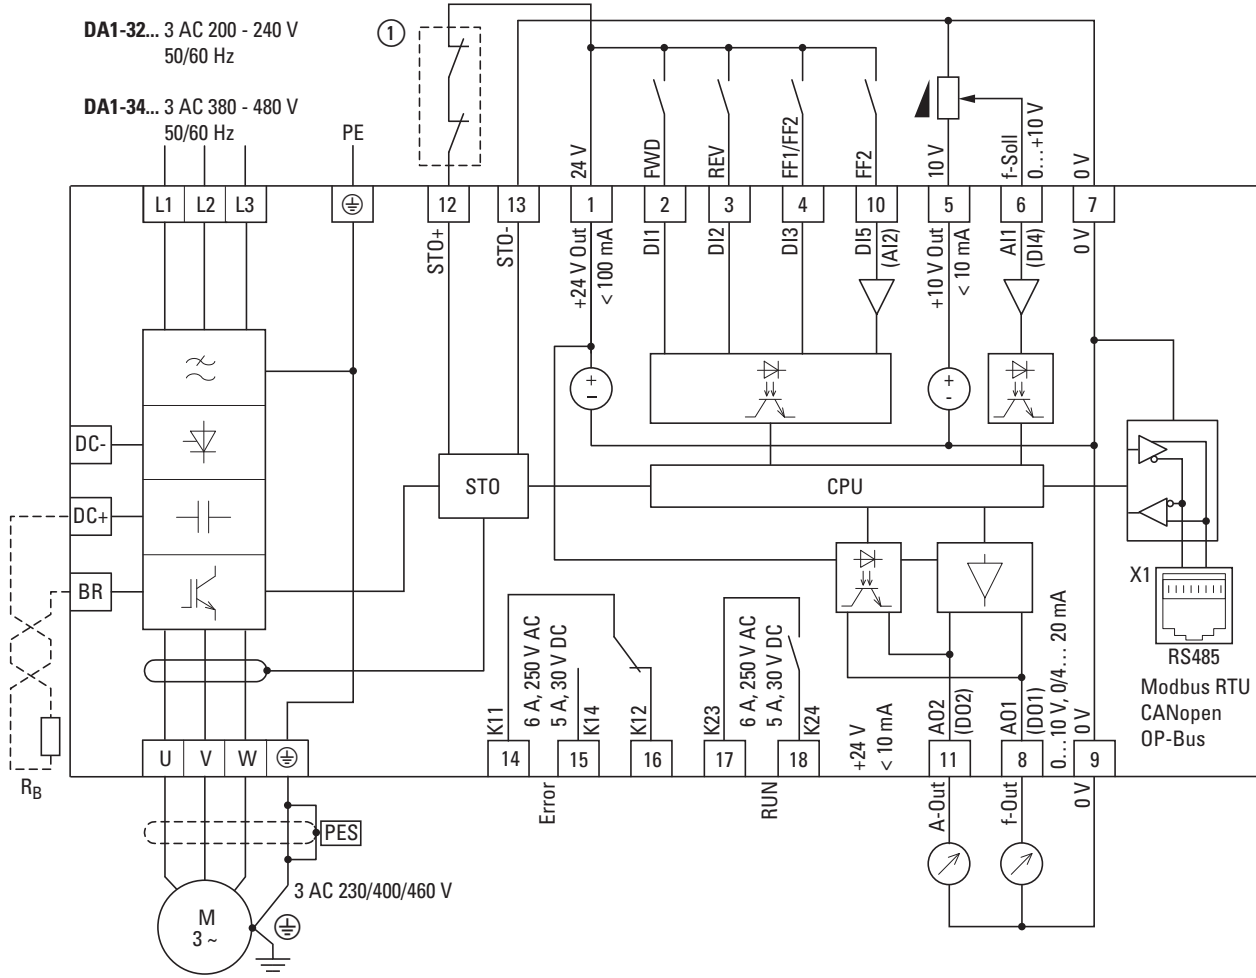 DA1-32... 3 AC 200 - 240 V
50/60 Hz
DA1-34... 3 AC 380 - 480 V
50/60 Hz
PE
1
24 V
FWD
REV
FF1/FF2
FF2
10 V
f-Soll
0...+10 V
0 V
L1
L2
L3
12
13
1
2
3
4
10
5
6
7
STO+
STO-
+24 V Out
< 100 mA
DI1
DI2
DI3
DI5
(AI2)
+10 V Out
< 10 mA
AI1
(DI4)
0 V
+
−
+
-
DC-
DC+
BR
STO
CPU
X1
RS485
Modbus RTU
CANopen
OP-Bus
K11
6 A, 250 V AC
5 A, 30 V DC
K14
K12
K23
6 A, 250 V AC
5 A, 30 V DC
K24
+24 V
< 10 mA
AO2
(DO2)
AO1
(DO1)
0...10 V, 0/4... 20 mA
0 V
U
V
W
14
15
16
17
18
11
8
9
RB
Error
RUN
A-Out
f-Out
0 V
PES
3 AC 230/400/460 V
M
3 ~